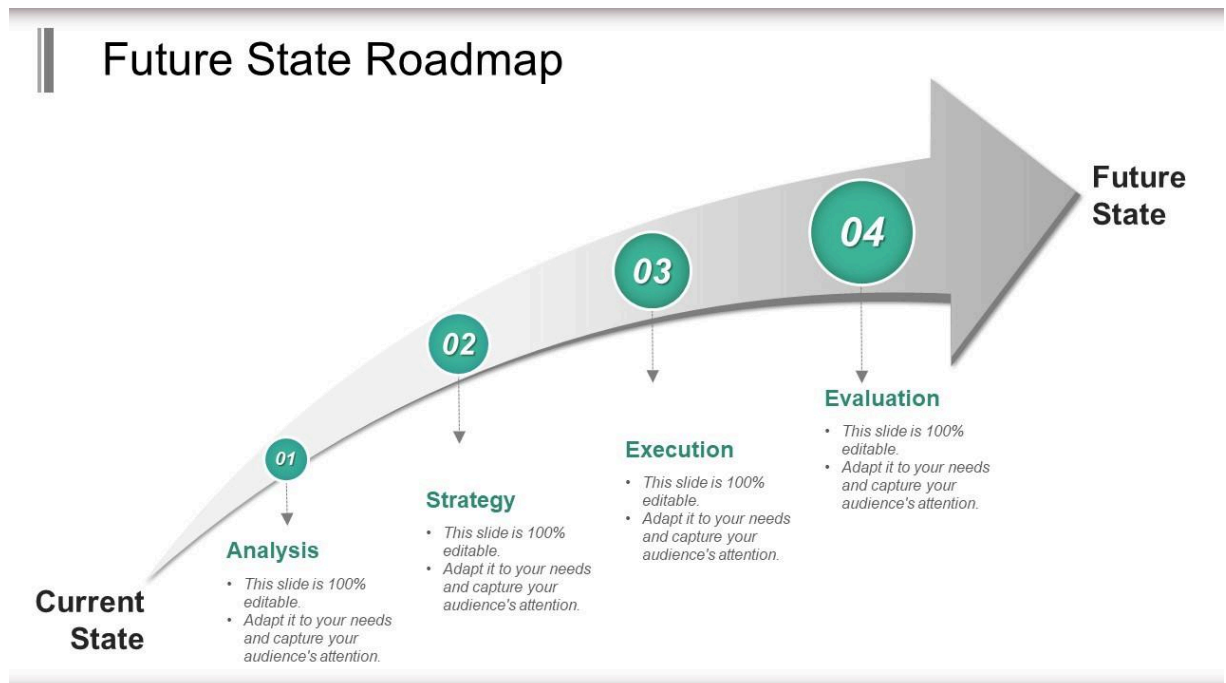 Future State Roadmap
Future
State
04
03
02
01
Evaluation
• This slide is 100%
editable.
• Adapt it to your needs
and capture your
audience's attention.
Execution
• This slide is 100%
editable.
• Adapt it to your needs
and capture your
audience's attention.
Strategy
• This slide is 100%
editable.
• Adapt it to your needs
and capture your
audience's attention.
Analysis
• This slide is 100%
editable.
• Adapt it to your needs
and capture your
audience's attention.
Current
State